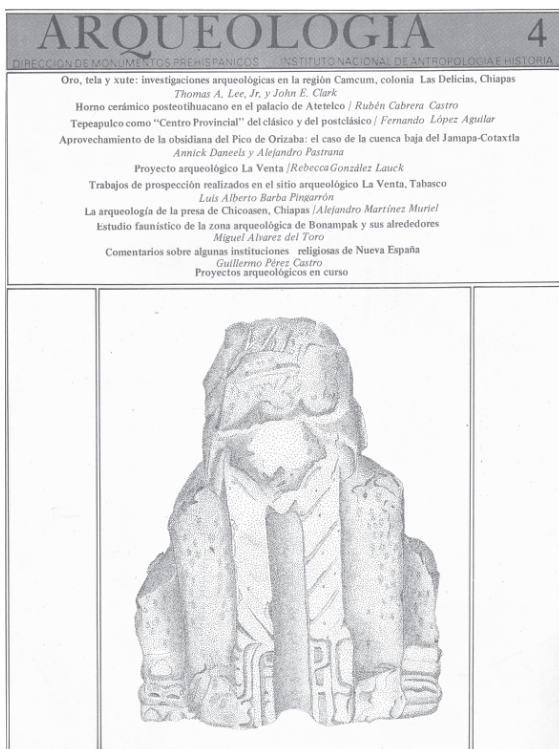 ARQUEOLOGIA 4
DIRECCION DE MONUMENTOS PREHISPANICOS INSTITUTO NACIONAL DE ANTROPOLOGIA E HISTORIA
Oro, tela y xute: investigaciones arqueológicas en la región Camcum, colonia Las Delicias, Chiapas
Thomas A. Lee, Jr, y John E. Clark
Horno cerámico posteotihuacano en el palacio de Atetelco / Rubén Cabrera Castro
Tepeapulco como "Centro Provincial" del clásico y del postclásico / Fernando López Aguilar
Aprovechamiento de la obsidiana del Pico de Orizaba: el caso de la cuenca baja del Jamapa-Cotaxtla
Annick Daneels y Alejandro Pastrana
Proyecto arqueológico La Venta /Rebecca González Lauck
Trabajos de prospección realizados en el sitio arqueológico La Venta, Tabasco
Luis Alberto Barba Pingarrón
La arqueología de la presa de Chicoasen, Chiapas /Alejandro Martínez Muriel
Estudio faunístico de la zona arqueológica de Bonampak y sus alrededores
Miguel Alvarez del Toro
Comentarios sobre algunas instituciones religiosas de Nueva España
Guillermo Pérez Castro
Proyectos arqueológicos en curso